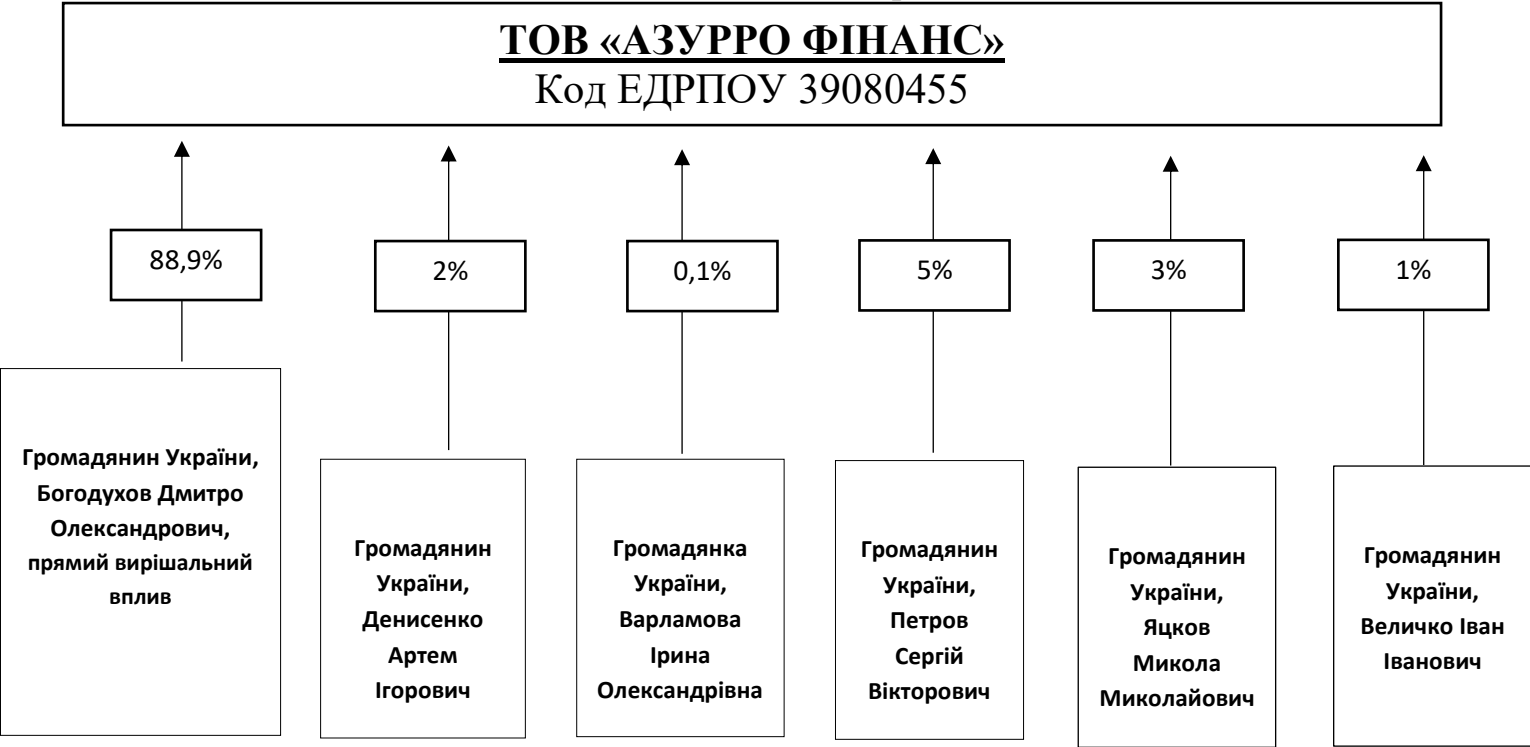 ТОВ «АЗУРРО ФІНАНС»
Код ЕДРПОУ 39080455
88,9%
2%
0,1%
5%
3%
1%
Громадянин України,
Богодухов Дмитро
Олександрович,
прямий вирішальний
вплив
Громадянин
України,
Денисенко
Артем
Ігорович
Громадянка
України,
Варламова
Ірина
Олександрівна
Громадянин
України,
Петров
Сергій
Вікторович
Громадянин
України,
Яцков
Микола
Миколайович
Громадянин
України,
Величко Іван
Іванович